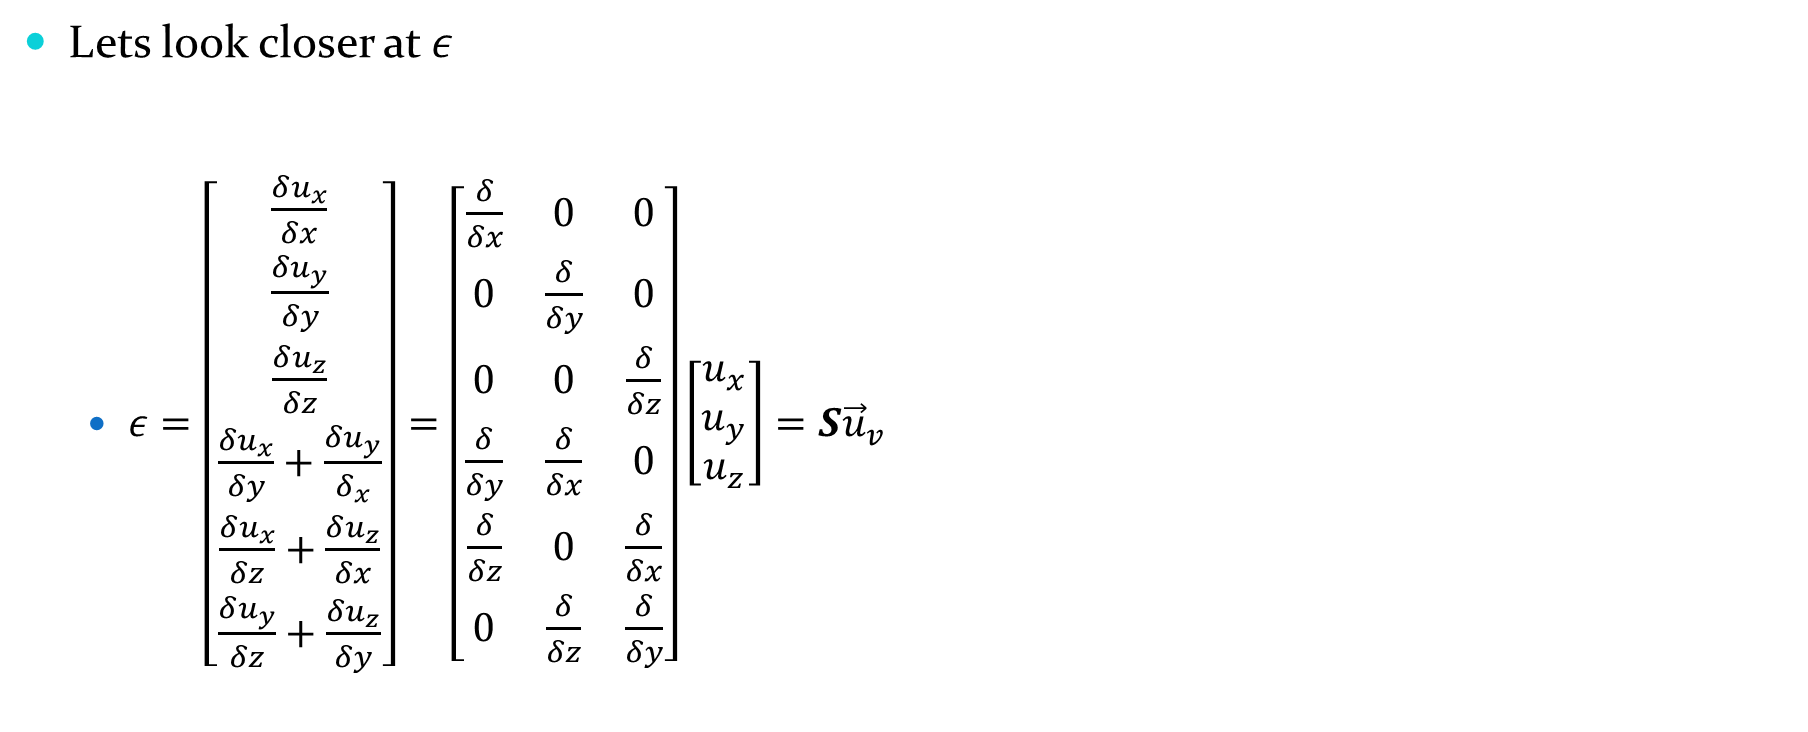 • Lets look closer at ϵ
• ϵ = [δu_x/δx; δu_y/δy; δu_z/δz; δu_x/δy + δu_y/δ_x; δu_x/δz + δu_z/δx; δu_y/δz + δu_z/δy] = [δ/δx 0 0; 0 δ/δy 0; 0 0 δ/δz; δ/δy δ/δx 0; δ/δz 0 δ/δx; 0 δ/δz δ/δy] [u_x; u_y; u_z] = 𝑺u⃗_v